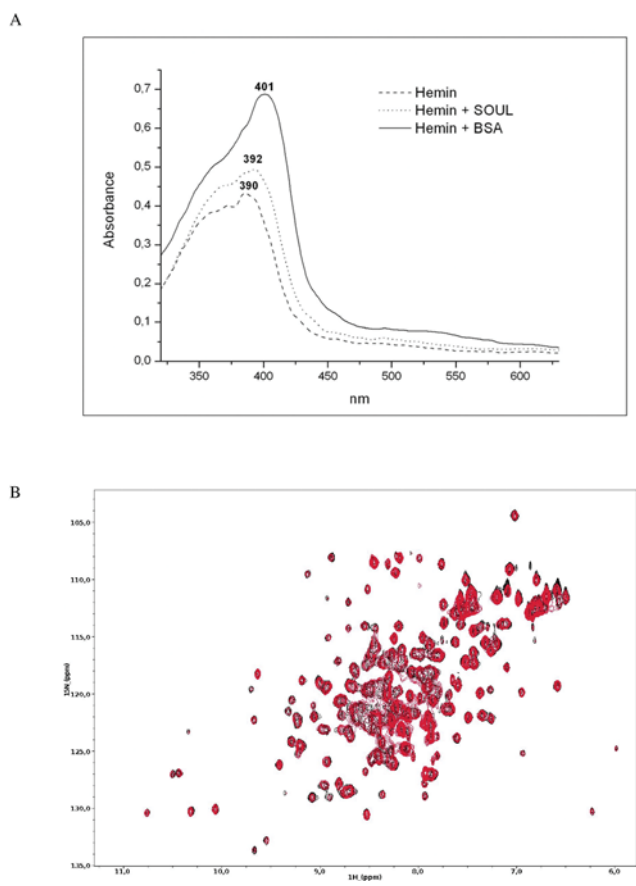 A
0,7
0,6
0,5
0,4
0,3
0,2
0,1
0,0
Absorbance
401
392
390
Hemin
Hemin + SOUL
Hemin + BSA
350 400 450 500 550 600
nm
B
105,0
110,0
115,0
120,0
125,0
130,0
135,0
15N_(ppm)
11,0 10,0 9,0 8,0 7,0 6,0
1H_(ppm)